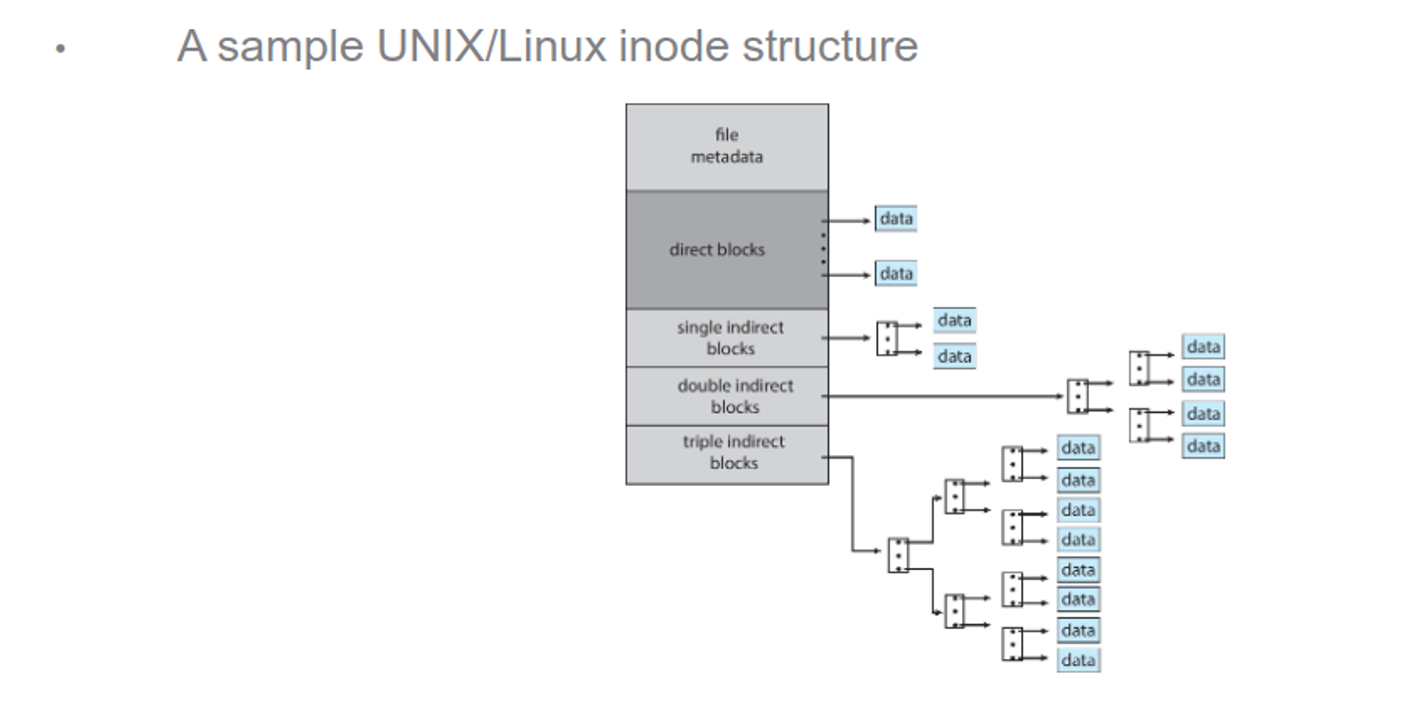 • A sample UNIX/Linux inode structure
file
metadata
direct blocks
data
data
single indirect
blocks
data
data
double indirect
blocks
data
data
data
data
triple indirect
blocks
data
data
data
data
data
data
data
data